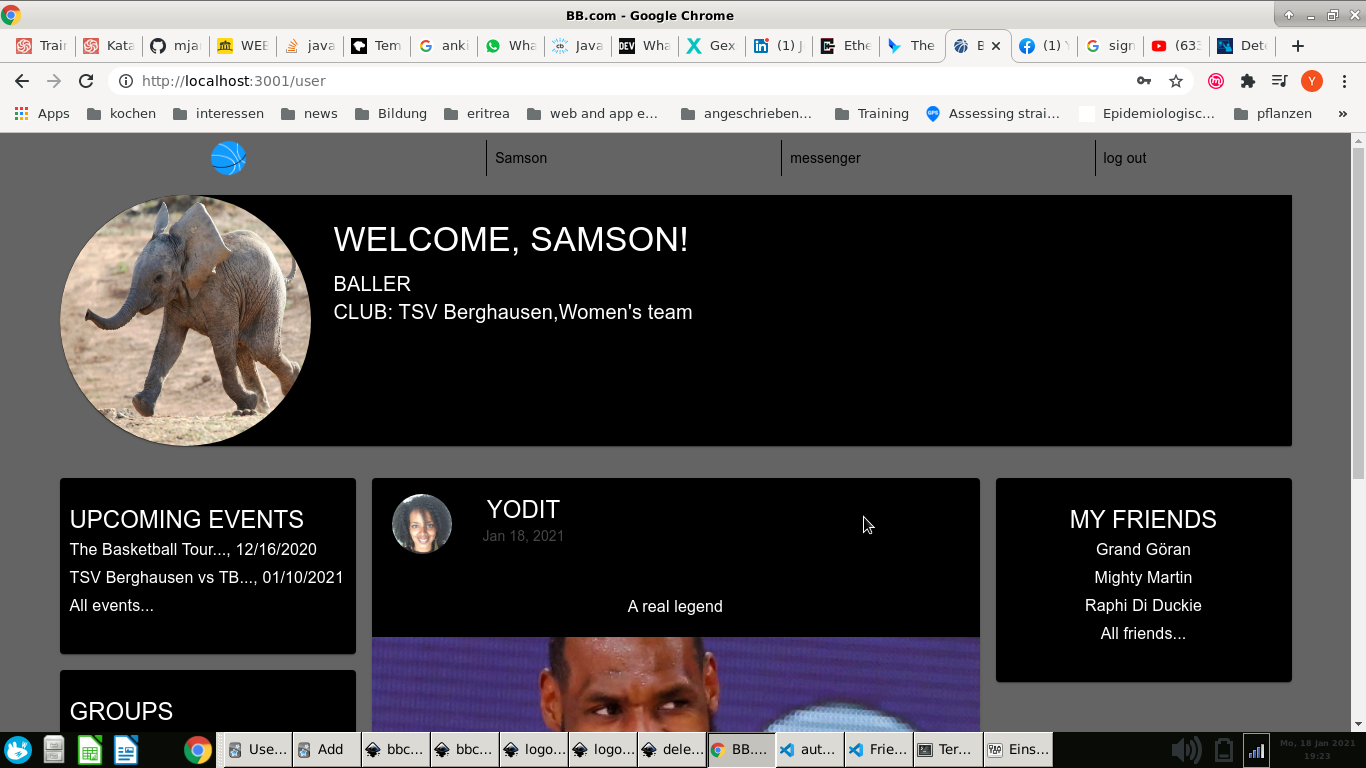 BB.com - Google Chrome
Trair Kata mjar WEB java Tem anki Wha Java Wha Gex (1) J Ethe The B (1) Y sign (633 Dete
http://localhost:3001/user
Apps kochen interessen news Bildung eritrea web and app e... angeschrieben... Training Assessing strai... Epidemiologisc... pflanzen »
Samson messenger log out
WELCOME, SAMSON!
BALLER
CLUB: TSV Berghausen,Women's team
UPCOMING EVENTS
The Basketball Tour..., 12/16/2020
TSV Berghausen vs TB..., 01/10/2021
All events...
GROUPS
YODIT
Jan 18, 2021
A real legend
MY FRIENDS
Grand Göran
Mighty Martin
Raphi Di Duckie
All friends...
Use... Add bbc... bbc... logo... logo... dele... BB.... aut... Frie... Ter... Eins...
Mo, 18 Jan 2021
19:23